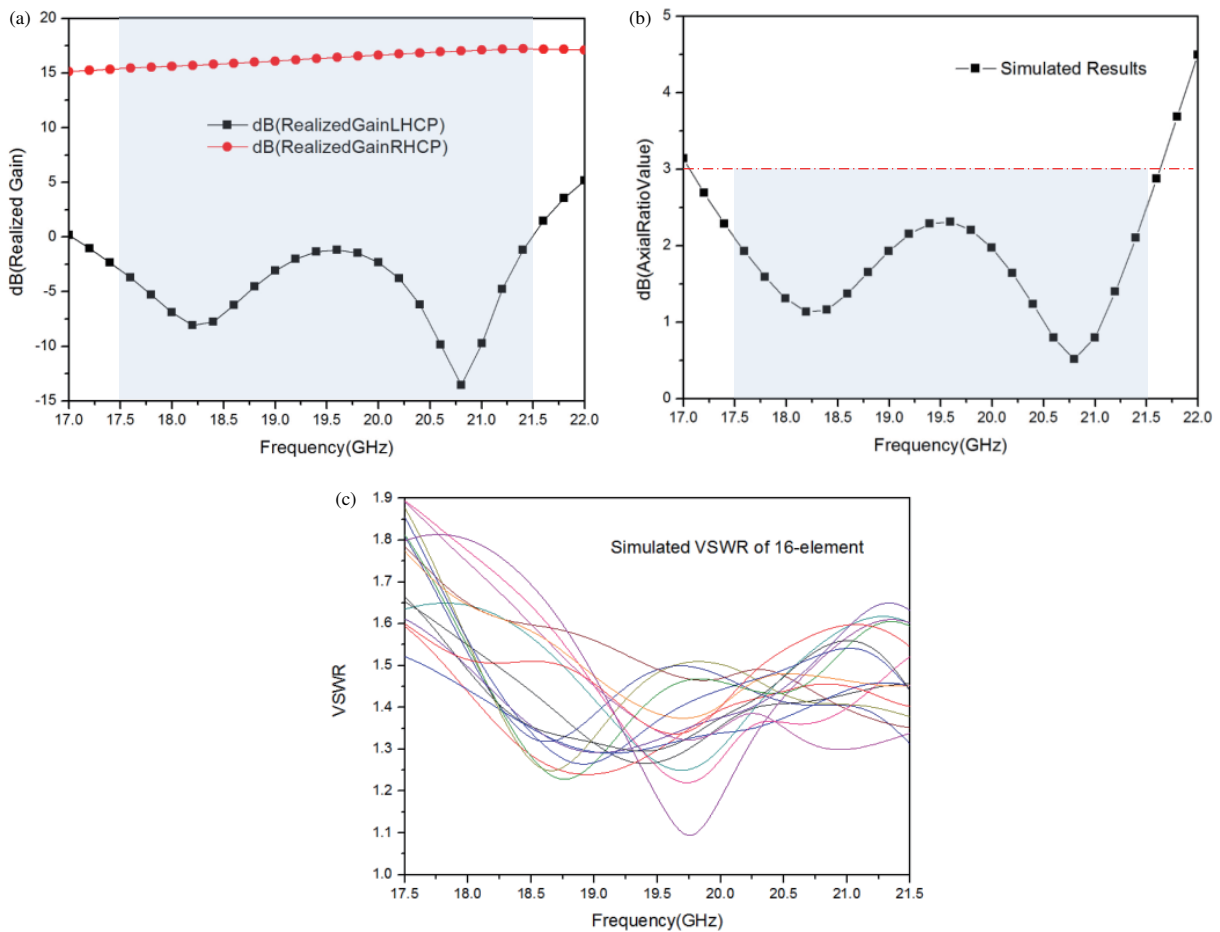 (a)
20
15
10
5
0
-5
-10
-15
dB(Realized Gain)
dB(RealizedGainLHCP)
dB(RealizedGainRHCP)
17.0 17.5 18.0 18.5 19.0 19.5 20.0 20.5 21.0 21.5 22.0
Frequency(GHz)
(b)
5
4
3
2
1
0
dB(AxialRatioValue)
Simulated Results
17.0 17.5 18.0 18.5 19.0 19.5 20.0 20.5 21.0 21.5 22.0
Frequency(GHz)
(c)
1.9
1.8
1.7
1.6
1.5
1.4
1.3
1.2
1.1
1.0
VSWR
Simulated VSWR of 16-element
17.5 18.0 18.5 19.0 19.5 20.0 20.5 21.0 21.5
Frequency(GHz)